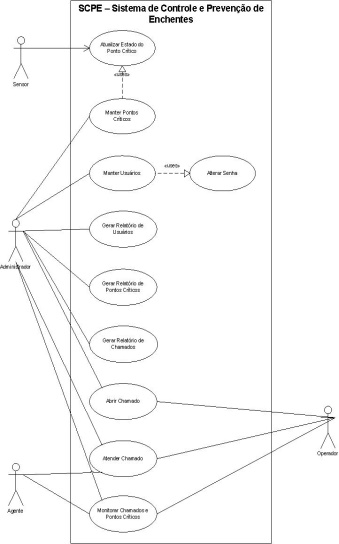 SCPE – Sistema de Controle e Prevenção de
Enchentes
Atualizar Estado do
Ponto Crítico
Sensor
«uses»
Manter Pontos
Críticos
Manter Usuários
«uses»
Alterar Senha
Gerar Relatório de
Usuários
Administrador
Gerar Relatório de
Pontos Críticos
Gerar Relatório de
Chamados
Abrir Chamado
Operador
Atender Chamado
Agente
Monitorar Chamados e
Pontos Críticos